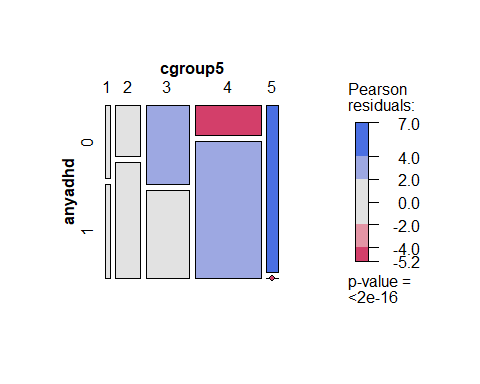 cgroup5
1 2 3 4 5
anyadhd
0
1
Pearson
residuals:
7.0
4.0
2.0
0.0
-2.0
-4.0
-5.2
p-value =
<2e-16